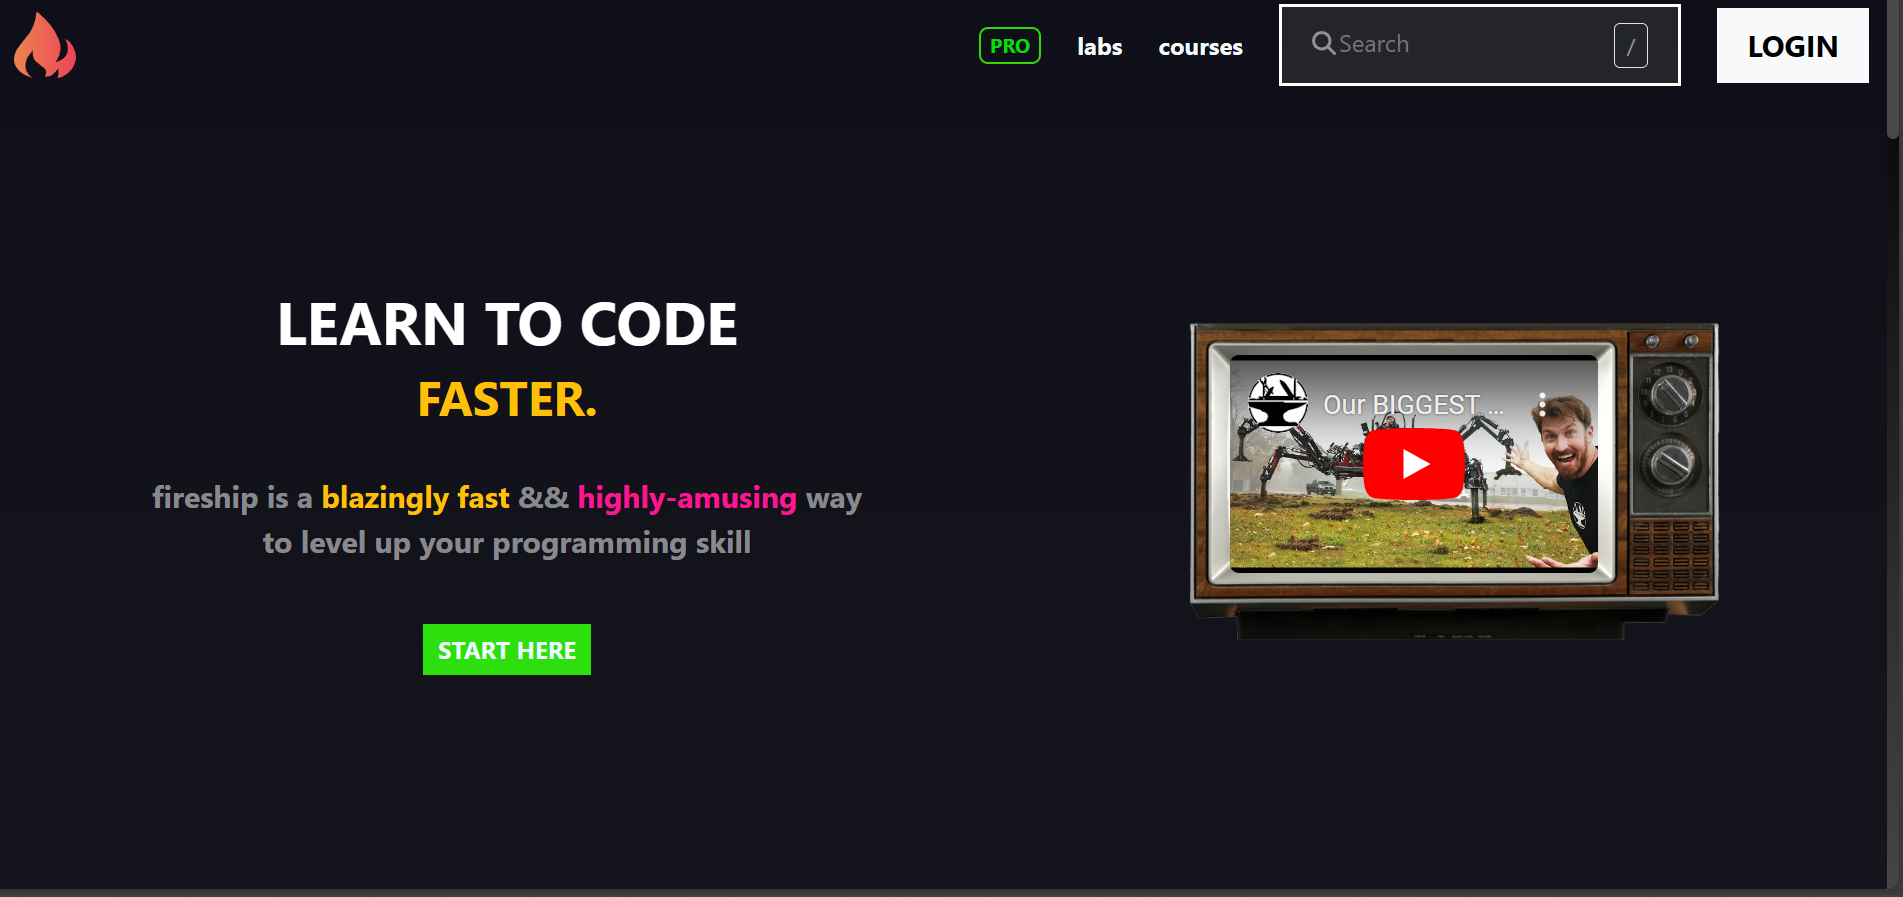 PRO
labs
courses
Search
/
LOGIN
LEARN TO CODE
FASTER.
fireship is a blazingly fast && highly-amusing way
to level up your programming skill
START HERE
Our BIGGEST ...